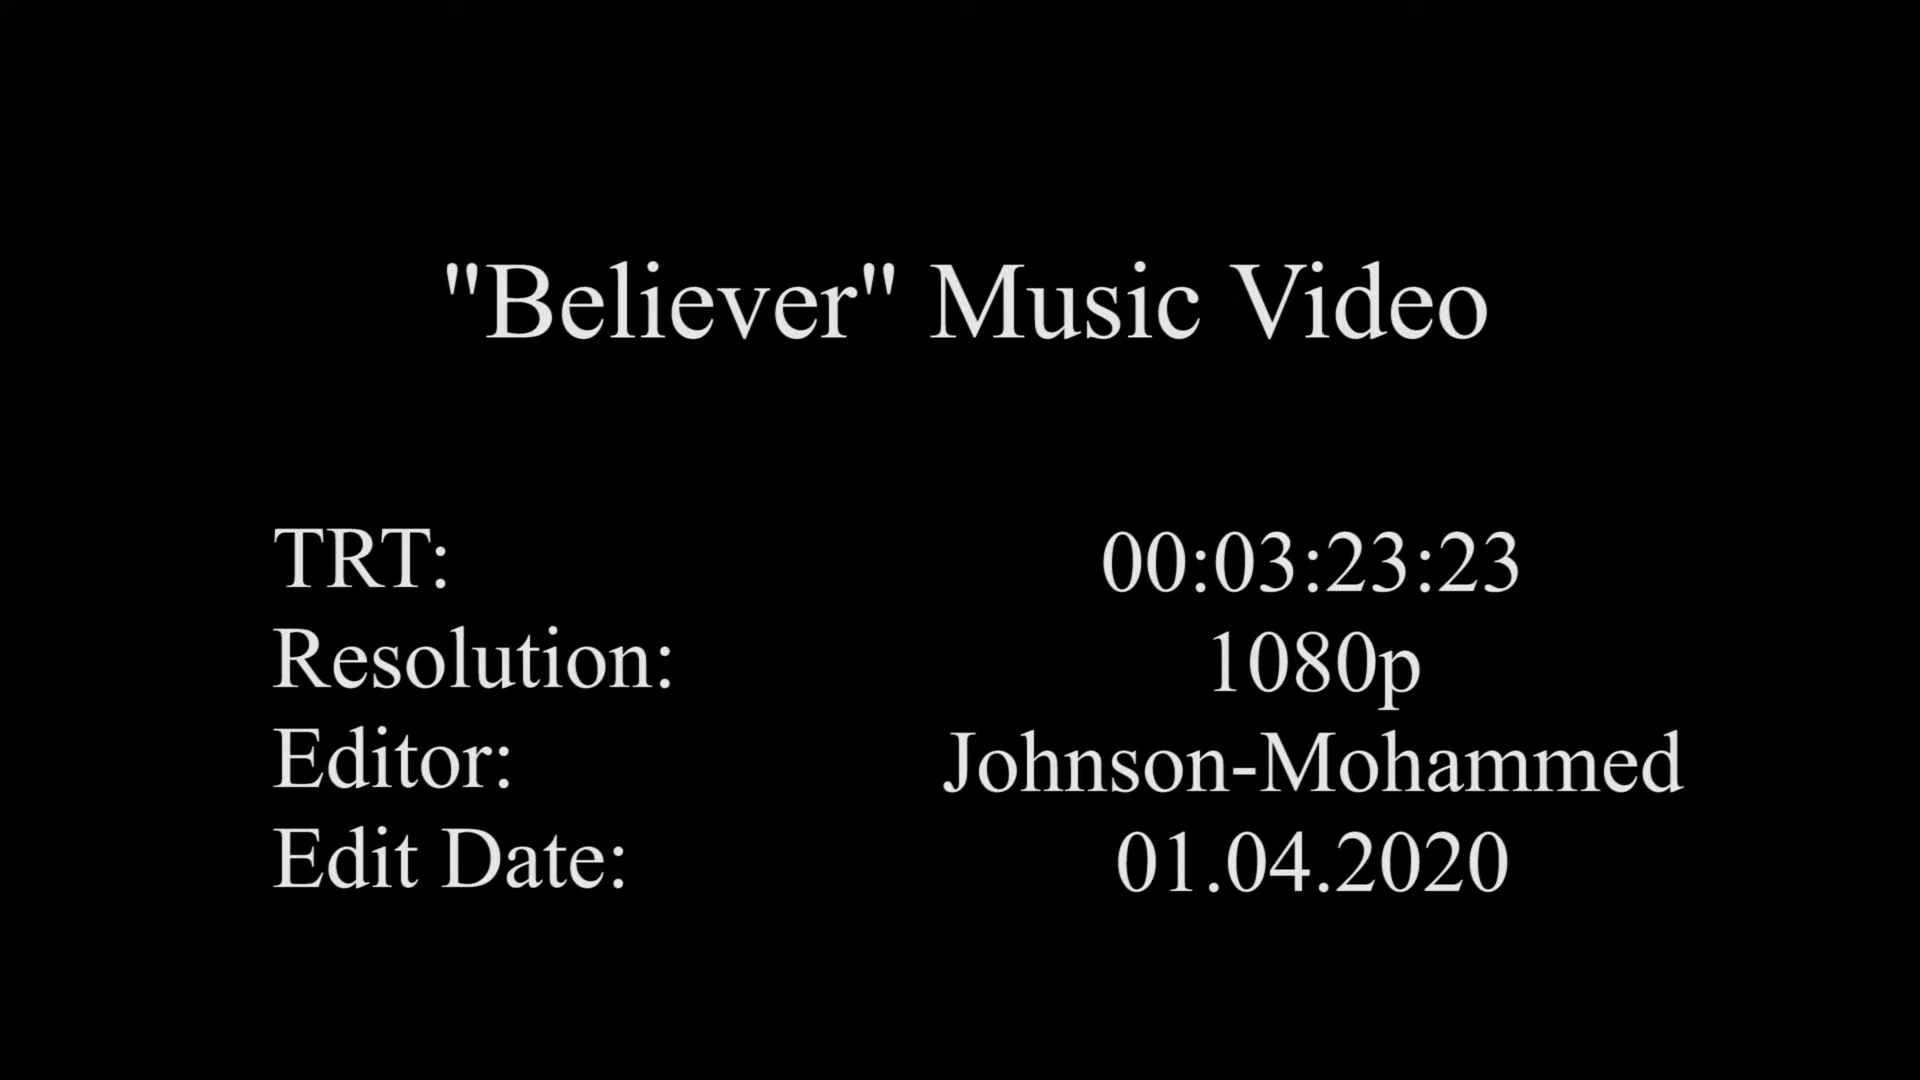 "Believer" Music Video
TRT: 00:03:23:23
Resolution: 1080p
Editor: Johnson-Mohammed
Edit Date: 01.04.2020